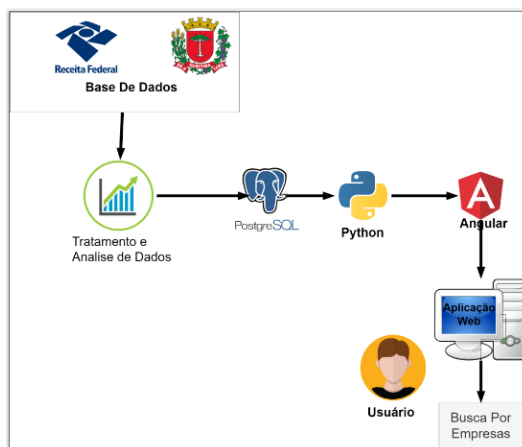 Receita Federal
Base De Dados
Tratamento e
Analise de Dados
PostgreSQL
Python
Angular
Aplicação
Web
Usuário
Busca Por
Empresas